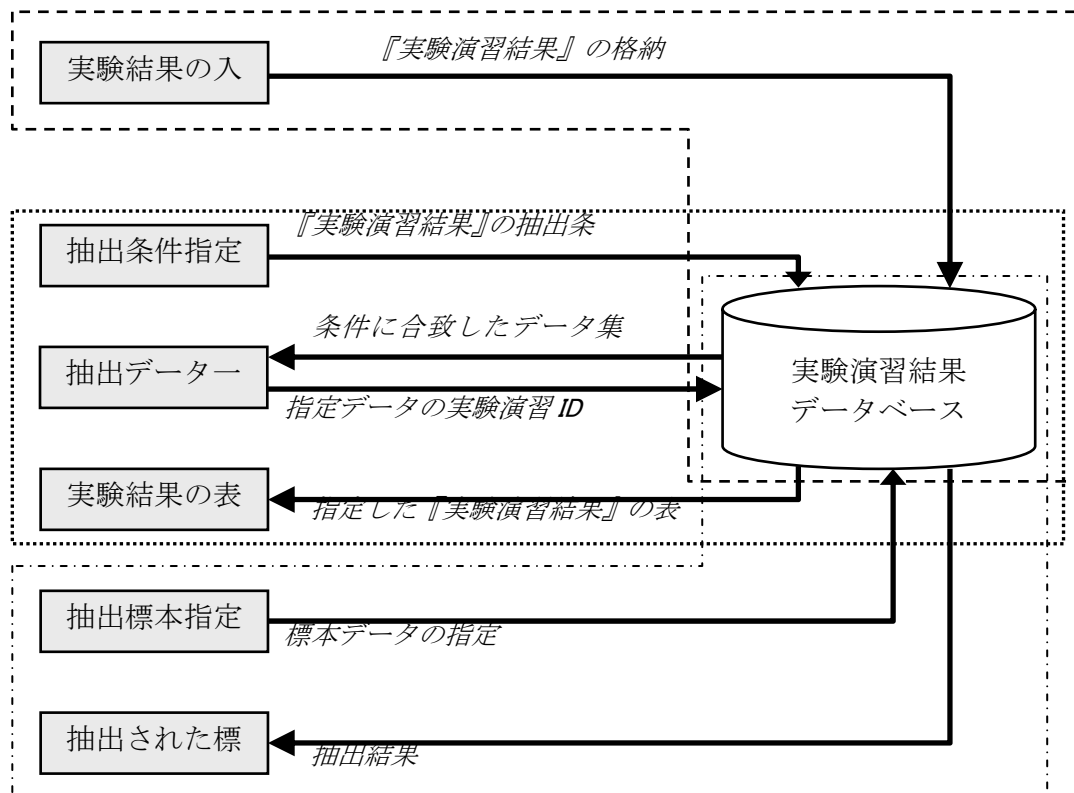 『実験演習結果』の格納
実験結果の入
『実験演習結果』の抽出条
抽出条件指定
条件に合致したデータ集
抽出データ一
指定データの実験演習 ID
実験演習結果
データベース
実験結果の表
指定した『実験演習結果』の表
抽出標本指定
標本データの指定
抽出された標
抽出結果